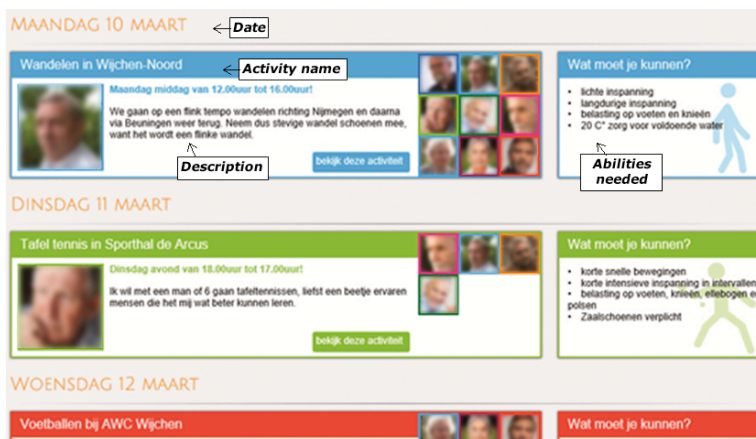 MAANDAG 10 MAART
Date
Wandelen in Wijchen-Noord
Activity name
Maandag middag van 12.00uur tot 16.00uur!
We gaan op een flink tempo wandelen richting Nijmegen en daarna
via Beuningen weer terug. Neem dus stevige wandel schoenen mee,
want het wordt een flinke wandel.
Description
bekijk deze activiteit
Wat moet je kunnen?
• lichte inspanning
• langdurige inspanning
• belasting op voeten en knieën
• 20 C° zorg voor voldoende water
Abilities
needed
DINSDAG 11 MAART
Tafel tennis in Sporthal de Arcus
Dinsdag avond van 18.00uur tot 17.00uur!
Ik wil met een man of 6 gaan tafeltennissen, liefst een beetje ervaren
mensen die het mij wat beter kunnen leren.
bekijk deze activiteit
Wat moet je kunnen?
• korte snelle bewegingen
• korte intensieve inspanning in intervallen
• belasting op voeten, knieën, ellebogen en
polsen
• Zaalschoenen verplicht
WOENSDAG 12 MAART
Voetballen bij AWC Wijchen
Wat moet je kunnen?